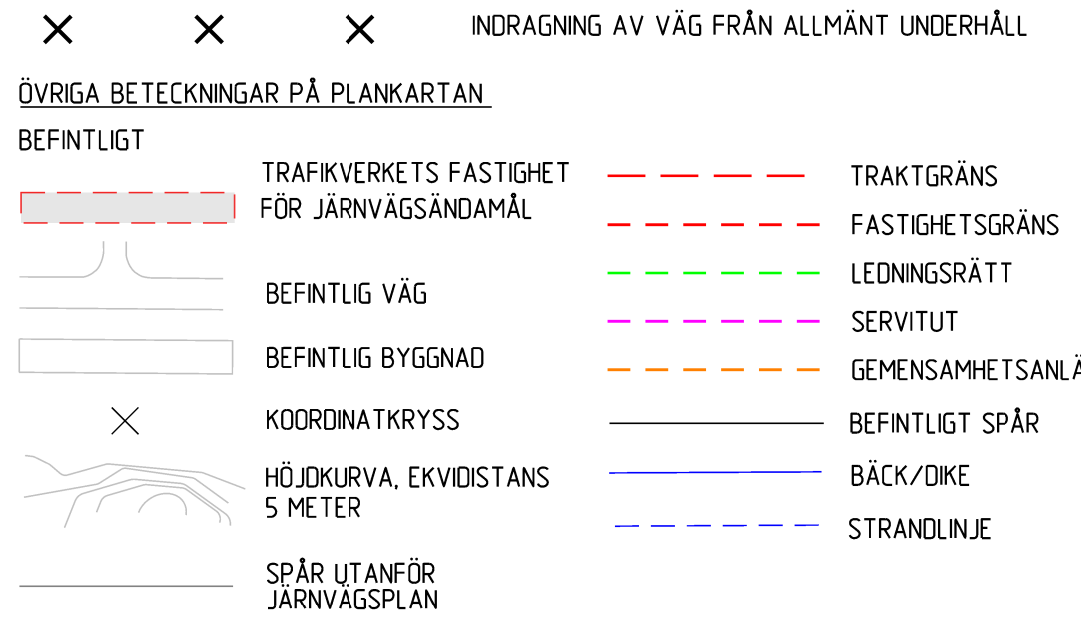 INDRAGNING AV VÄG FRÅN ALLMÄNT UNDERHÅLL
ÖVRIGA BETECKNINGAR PÅ PLANKARTAN
BEFINTLIGT
TRAFIKVERKETS FASTIGHET
FÖR JÄRNVÄGSÄNDAMÅL
BEFINTLIG VÄG
BEFINTLIG BYGGNAD
KOORDINATKRYSS
HÖJDKURVA, EKVIDISTANS
5 METER
SPÅR UTANFÖR
JÄRNVÄGSPLAN
TRAKTGRÄNS
FASTIGHETSGRÄNS
LEDNINGSRÄTT
SERVITUT
GEMENSAMHETSANLÄ
BEFINTLIGT SPÅR
BÄCK/DIKE
STRANDLINJE